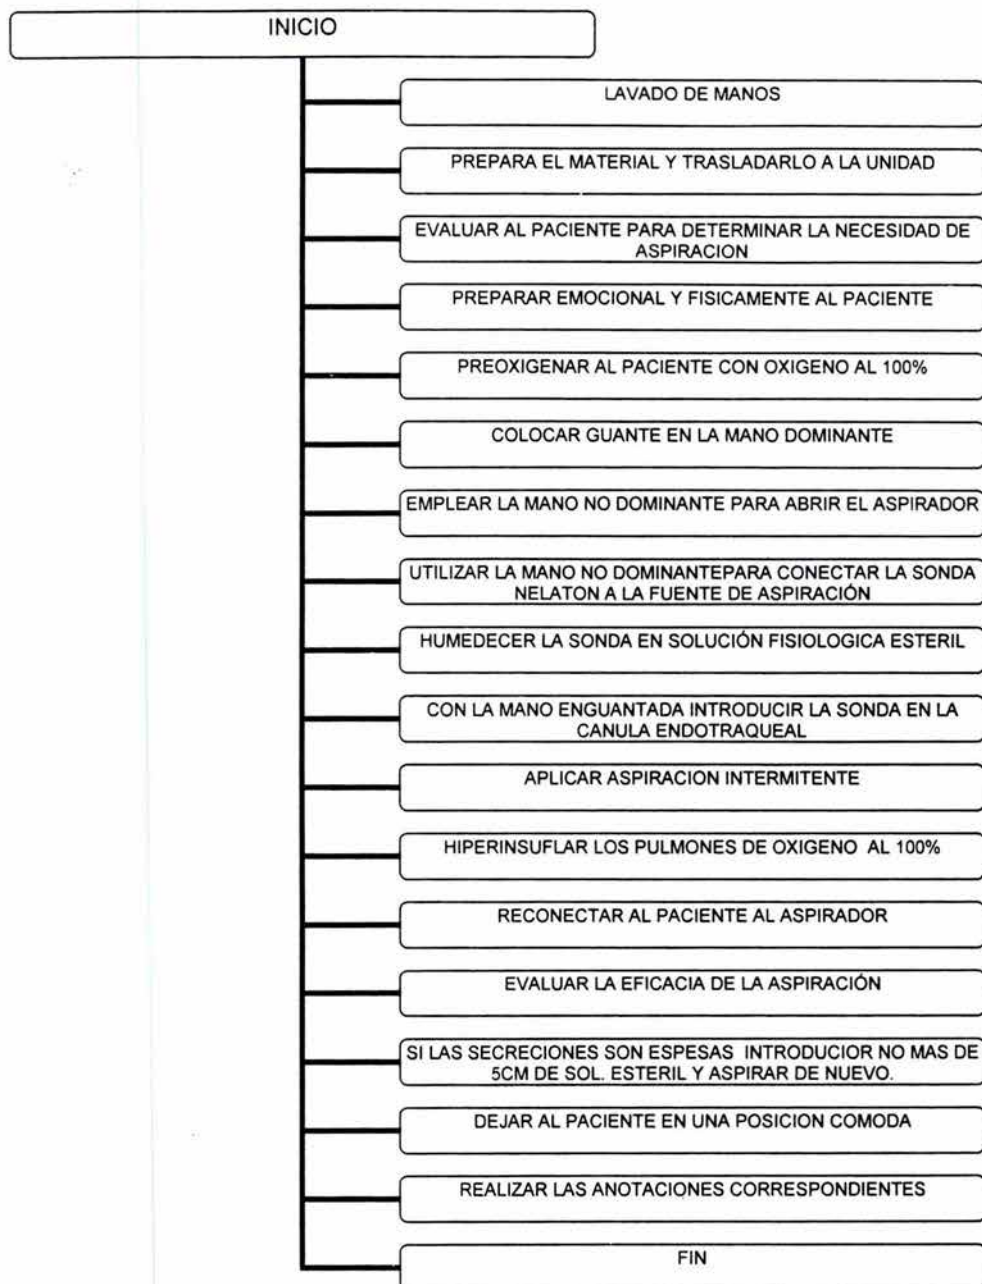 INICIO
LAVADO DE MANOS
PREPARA EL MATERIAL Y TRASLADARLO A LA UNIDAD
EVALUAR AL PACIENTE PARA DETERMINAR LA NECESIDAD DE
ASPIRACION
PREPARAR EMOCIONAL Y FISICAMENTE AL PACIENTE
PREOXIGENAR AL PACIENTE CON OXIGENO AL 100%
COLOCAR GUANTE EN LA MANO DOMINANTE
EMPLEAR LA MANO NO DOMINANTE PARA ABRIR EL ASPIRADOR
UTILIZAR LA MANO NO DOMINANTEPARA CONECTAR LA SONDA
NELATON A LA FUENTE DE ASPIRACIÓN
HUMEDECER LA SONDA EN SOLUCIÓN FISIOLOGICA ESTERIL
CON LA MANO ENGUANTADA INTRODUCIR LA SONDA EN LA
CANULA ENDOTRAQUEAL
APLICAR ASPIRACION INTERMITENTE
HIPERINSUFLAR LOS PULMONES DE OXIGENO AL 100%
RECONECTAR AL PACIENTE AL ASPIRADOR
EVALUAR LA EFICACIA DE LA ASPIRACIÓN
SI LAS SECRECIONES SON ESPESAS INTRODUCIOR NO MAS DE
5CM DE SOL. ESTERIL Y ASPIRAR DE NUEVO.
DEJAR AL PACIENTE EN UNA POSICION COMODA
REALIZAR LAS ANOTACIONES CORRESPONDIENTES
FIN